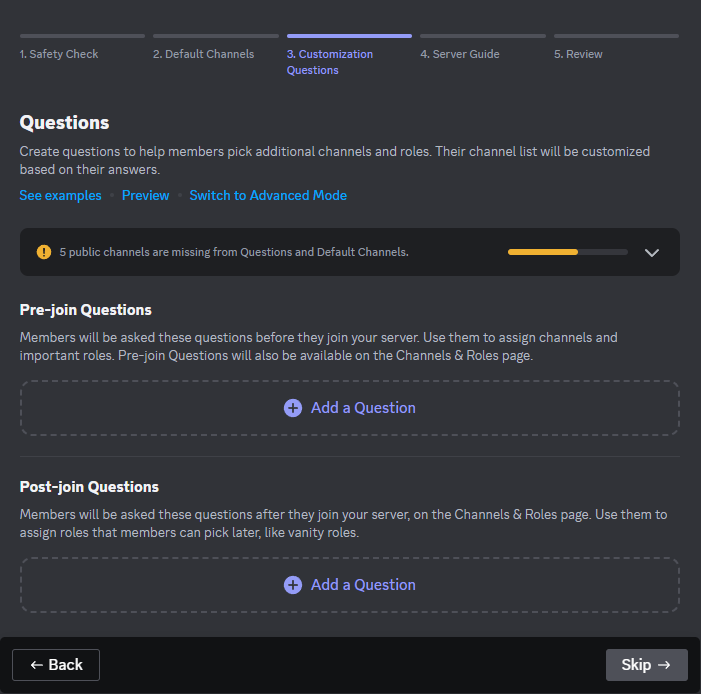 1. Safety Check
2. Default Channels
3. Customization
Questions
4. Server Guide
5. Review
Questions
Create questions to help members pick additional channels and roles. Their channel list will be customized
based on their answers.
See examples • Preview • Switch to Advanced Mode
5 public channels are missing from Questions and Default Channels.
Pre-join Questions
Members will be asked these questions before they join your server. Use them to assign channels and
important roles. Pre-join Questions will also be available on the Channels & Roles page.
Add a Question
Post-join Questions
Members will be asked these questions after they join your server, on the Channels & Roles page. Use them to
assign roles that members can pick later, like vanity roles.
Add a Question
← Back
Skip →